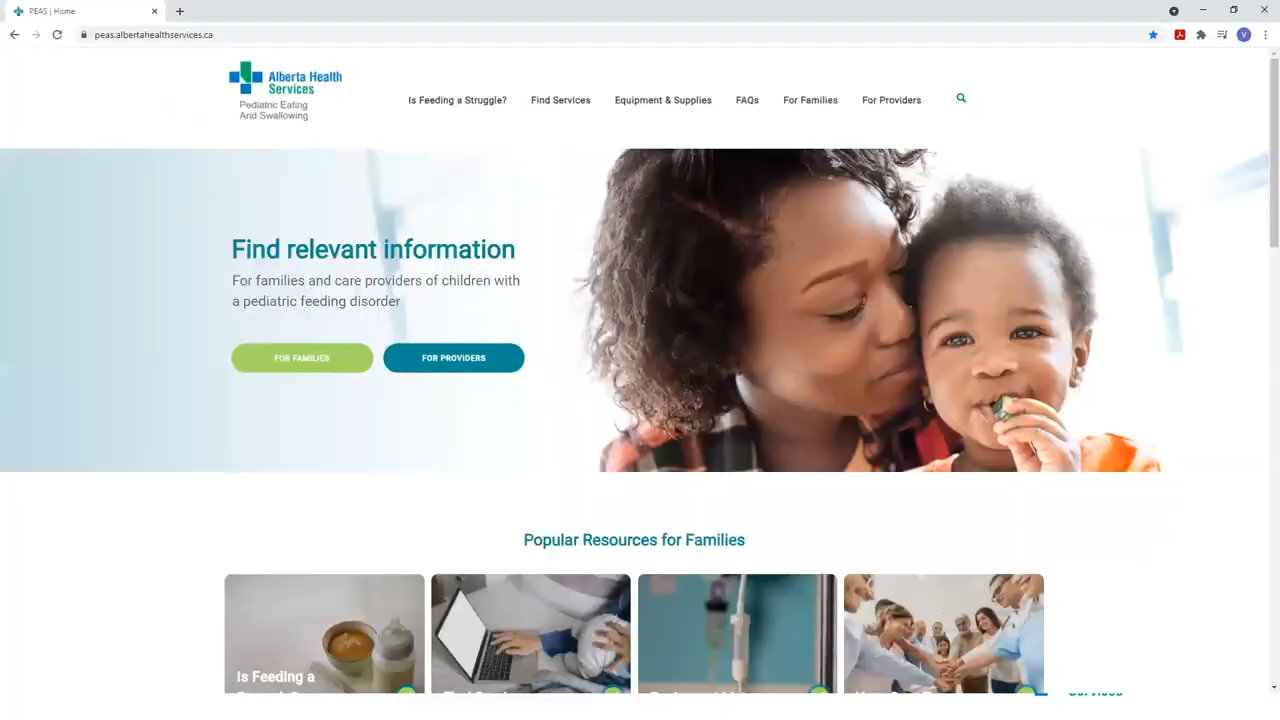 PEAS | Home
peas.albertahealthservices.ca
V
Alberta Health
Services
Pediatric Eating
And Swallowing
Is Feeding a Struggle?
Find Services
Equipment & Supplies
FAQs
For Families
For Providers
Find relevant information
For families and care providers of children with
a pediatric feeding disorder
FOR FAMILIES
FOR PROVIDERS
Popular Resources for Families
Is Feeding a
Services